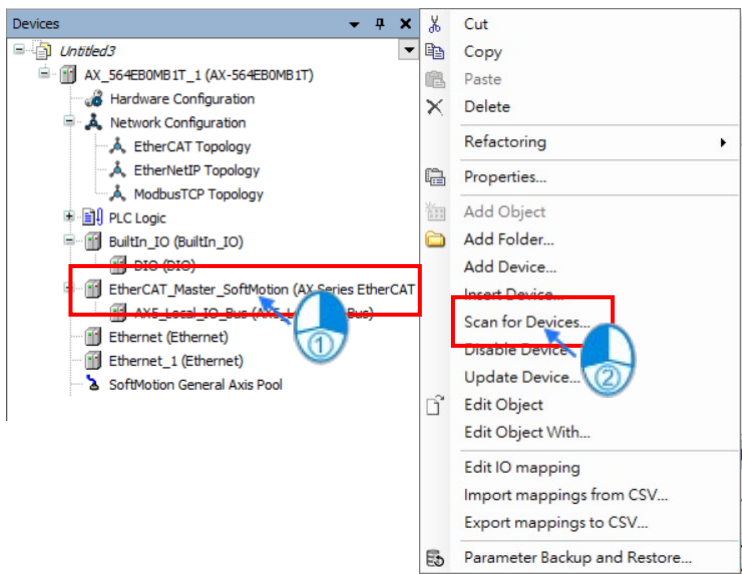 Devices
Untitled3
AX_564EB0MB1T_1 (AX-564EB0MB1T)
Hardware Configuration
Network Configuration
EtherCAT Topology
EtherNetIP Topology
ModbusTCP Topology
PLC Logic
BuiltIn_IO (BuiltIn_IO)
DIO (DIO)
EtherCAT_Master_SoftMotion (AX Series EtherCAT
AX5_Local_IO_Bus (AX5_L Bus)
Ethernet (Ethernet)
Ethernet_1 (Ethernet)
SoftMotion General Axis Pool
1
Cut
Copy
Paste
Delete
Refactoring
Properties...
Add Object
Add Folder...
Add Device...
Insert Device...
Scan for Devices...
Disable Device
Update Device...
2
Edit Object
Edit Object With...
Edit IO mapping
Import mappings from CSV...
Export mappings to CSV...
Parameter Backup and Restore...